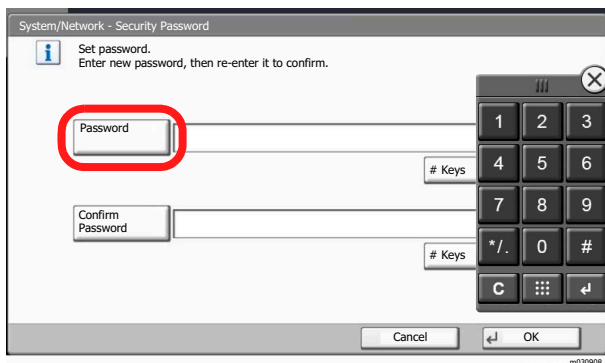 System/Network - Security Password
Set password.
Enter new password, then re-enter it to confirm.
Password
# Keys
Confirm
Password
# Keys
1 2 3
4 5 6
7 8 9
*/. 0 #
C
Cancel
OK
m030908